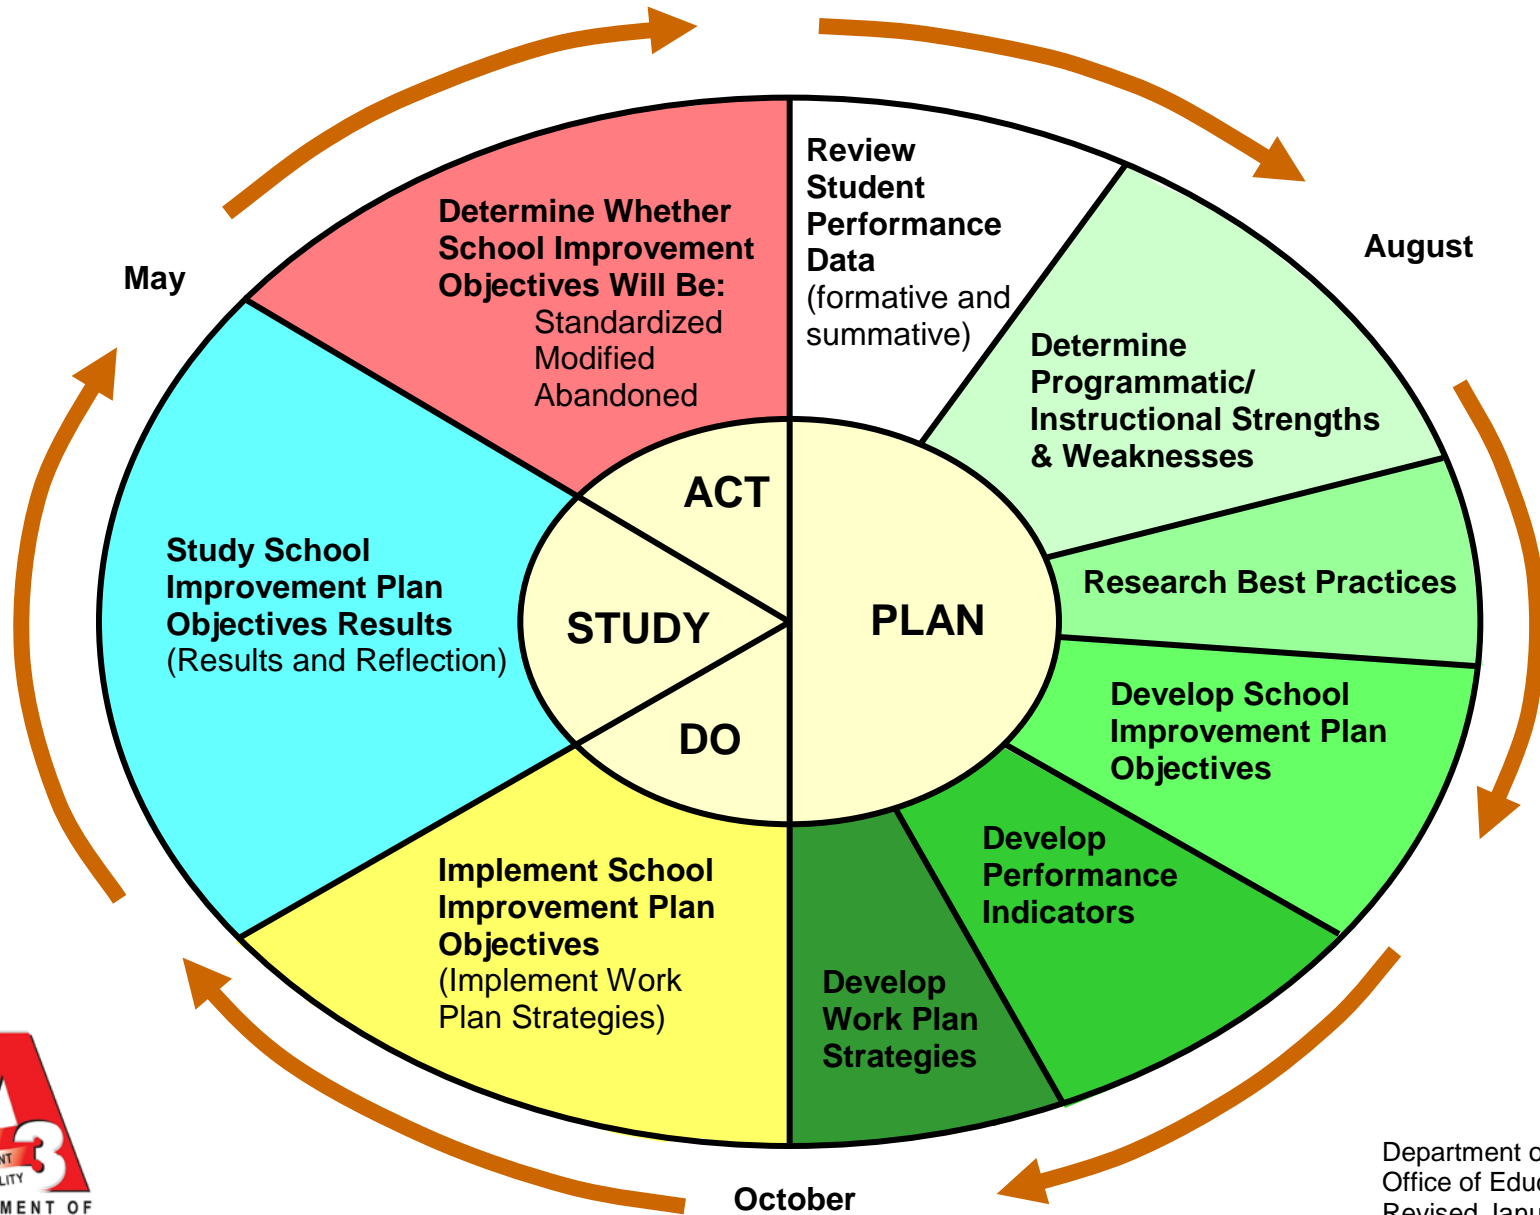 Review
Student
Performance
Data
(formative and
summative)
August
Determine
Programmatic/
Instructional Strengths
& Weaknesses
Research Best Practices
Develop School
Improvement Plan
Objectives
Develop
Performance
Indicators
Develop
Work Plan
Strategies
October
Implement School
Improvement Plan
Objectives
(Implement Work
Plan Strategies)
Study School
Improvement Plan
Objectives Results
(Results and Reflection)
May
Determine Whether
School Improvement
Objectives Will Be:
Standardized
Modified
Abandoned
ACT
STUDY
PLAN
DO
3
OF
Department
Office of
Revised